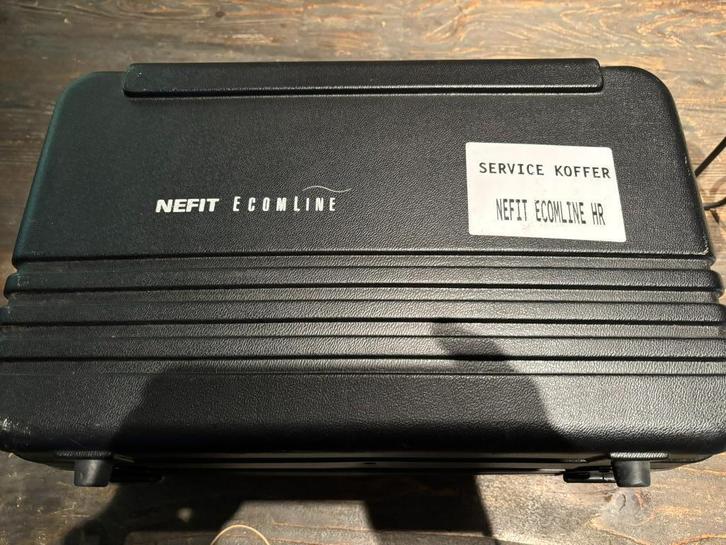 NEFIT ECOMLINE
SERVICE KOFFER
NEFIT ECOMLINE HR